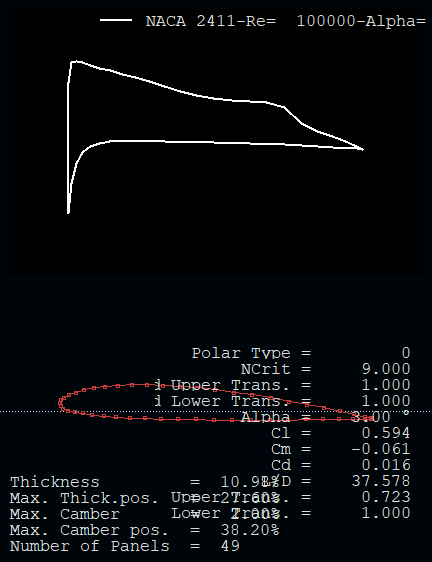 NACA 2411-Re=  100000-Alpha=
Polar Type = 0
NCrit = 9.000
d Upper Trans. = 1.000
d Lower Trans. = 1.000
Alpha = 3.00 °
Cl = 0.594
Cm = -0.061
Cd = 0.016
L/D = 37.578
Thickness = 10.98%
Upper Trans. = 0.723
Max. Thick.pos. = 27.60%
Lower Trans. = 1.000
Max. Camber = 2.00%
Max. Camber pos. = 38.20%
Number of Panels = 49